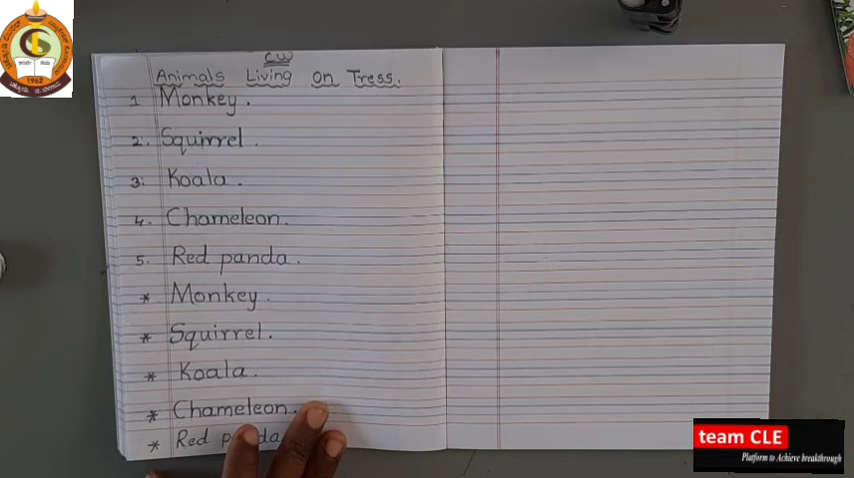 CW
Animals Living on Tress.
1 Monkey.
2. Squirrel.
3. Koala.
4. Chameleon.
5. Red panda.
* Monkey.
* Squirrel.
* Koala.
* Chameleon.
* Red panda
1962
team CLE
Platform to Achieve breakthrough